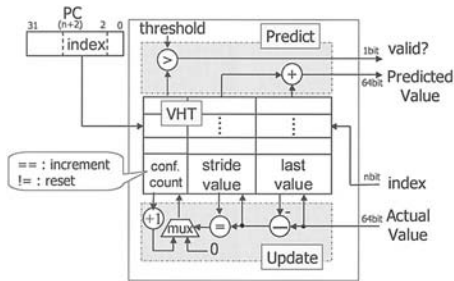 PC
31 (n+2) 2 0
index
threshold
Predict
>
1bit valid?
+
64bit Predicted
Value
VHT
== : increment
!= : reset
conf.
count
stride
value
last
value
nbit index
+1
mux
=
-
−
0
64bit Actual
Value
Update